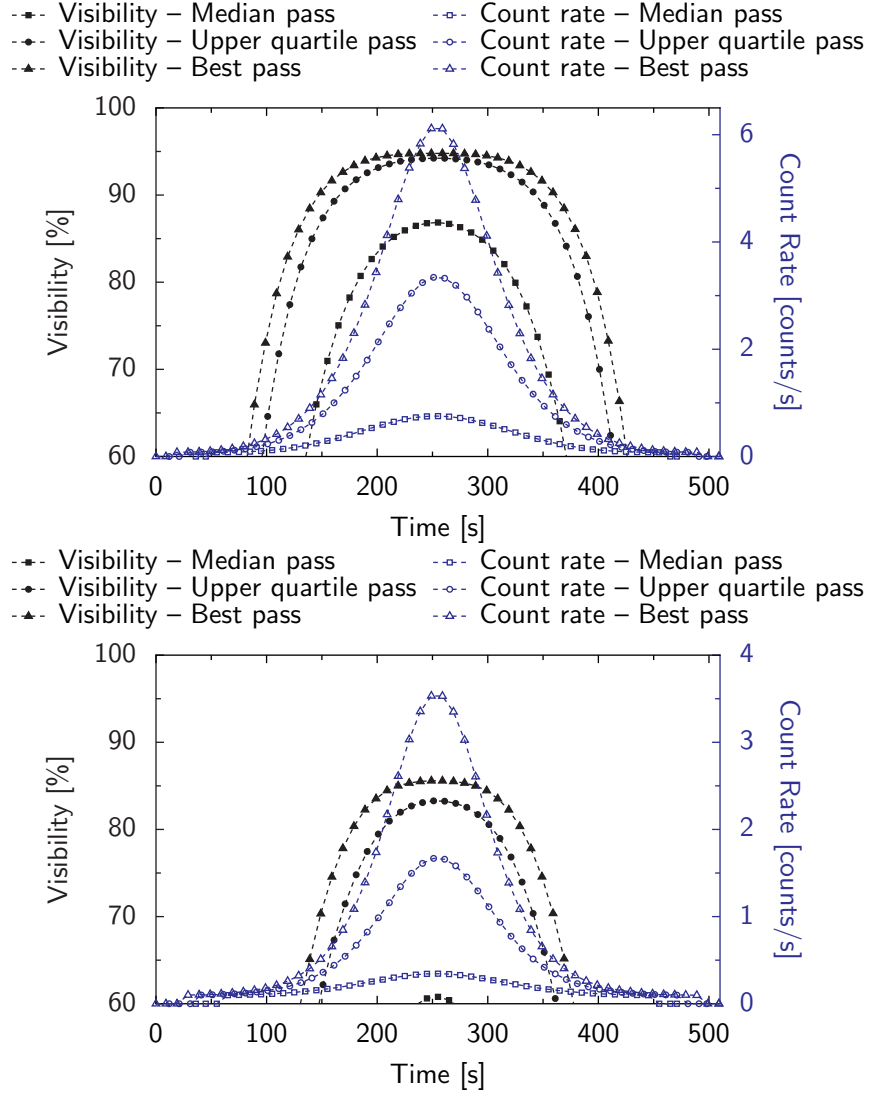 Visibility – Median pass
Visibility – Upper quartile pass
Visibility – Best pass
Count rate – Median pass
Count rate – Upper quartile pass
Count rate – Best pass
100
90
80
70
60
Visibility [%]
6
4
2
0
Count Rate [counts/s]
0 100 200 300 400 500
Time [s]
Visibility – Median pass
Visibility – Upper quartile pass
Visibility – Best pass
Count rate – Median pass
Count rate – Upper quartile pass
Count rate – Best pass
100
90
80
70
60
Visibility [%]
4
3
2
1
0
Count Rate [counts/s]
0 100 200 300 400 500
Time [s]